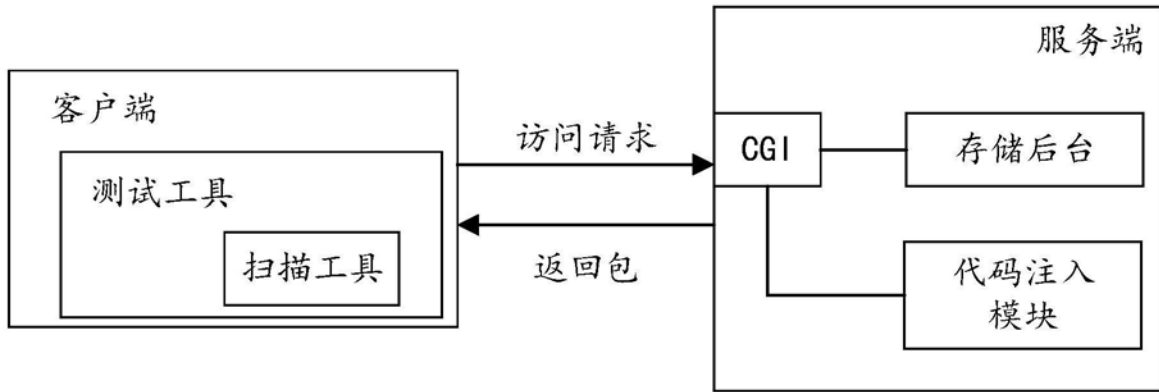 客户端
测试工具
扫描工具
访问请求
返回包
服务端
CGI
存储后台
代码注入
模块